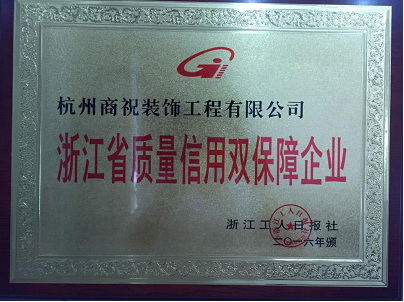 杭州商祝装饰工程有限公司
浙江省质量信用双保障企业
浙江工人日报社
二〇一六年颁